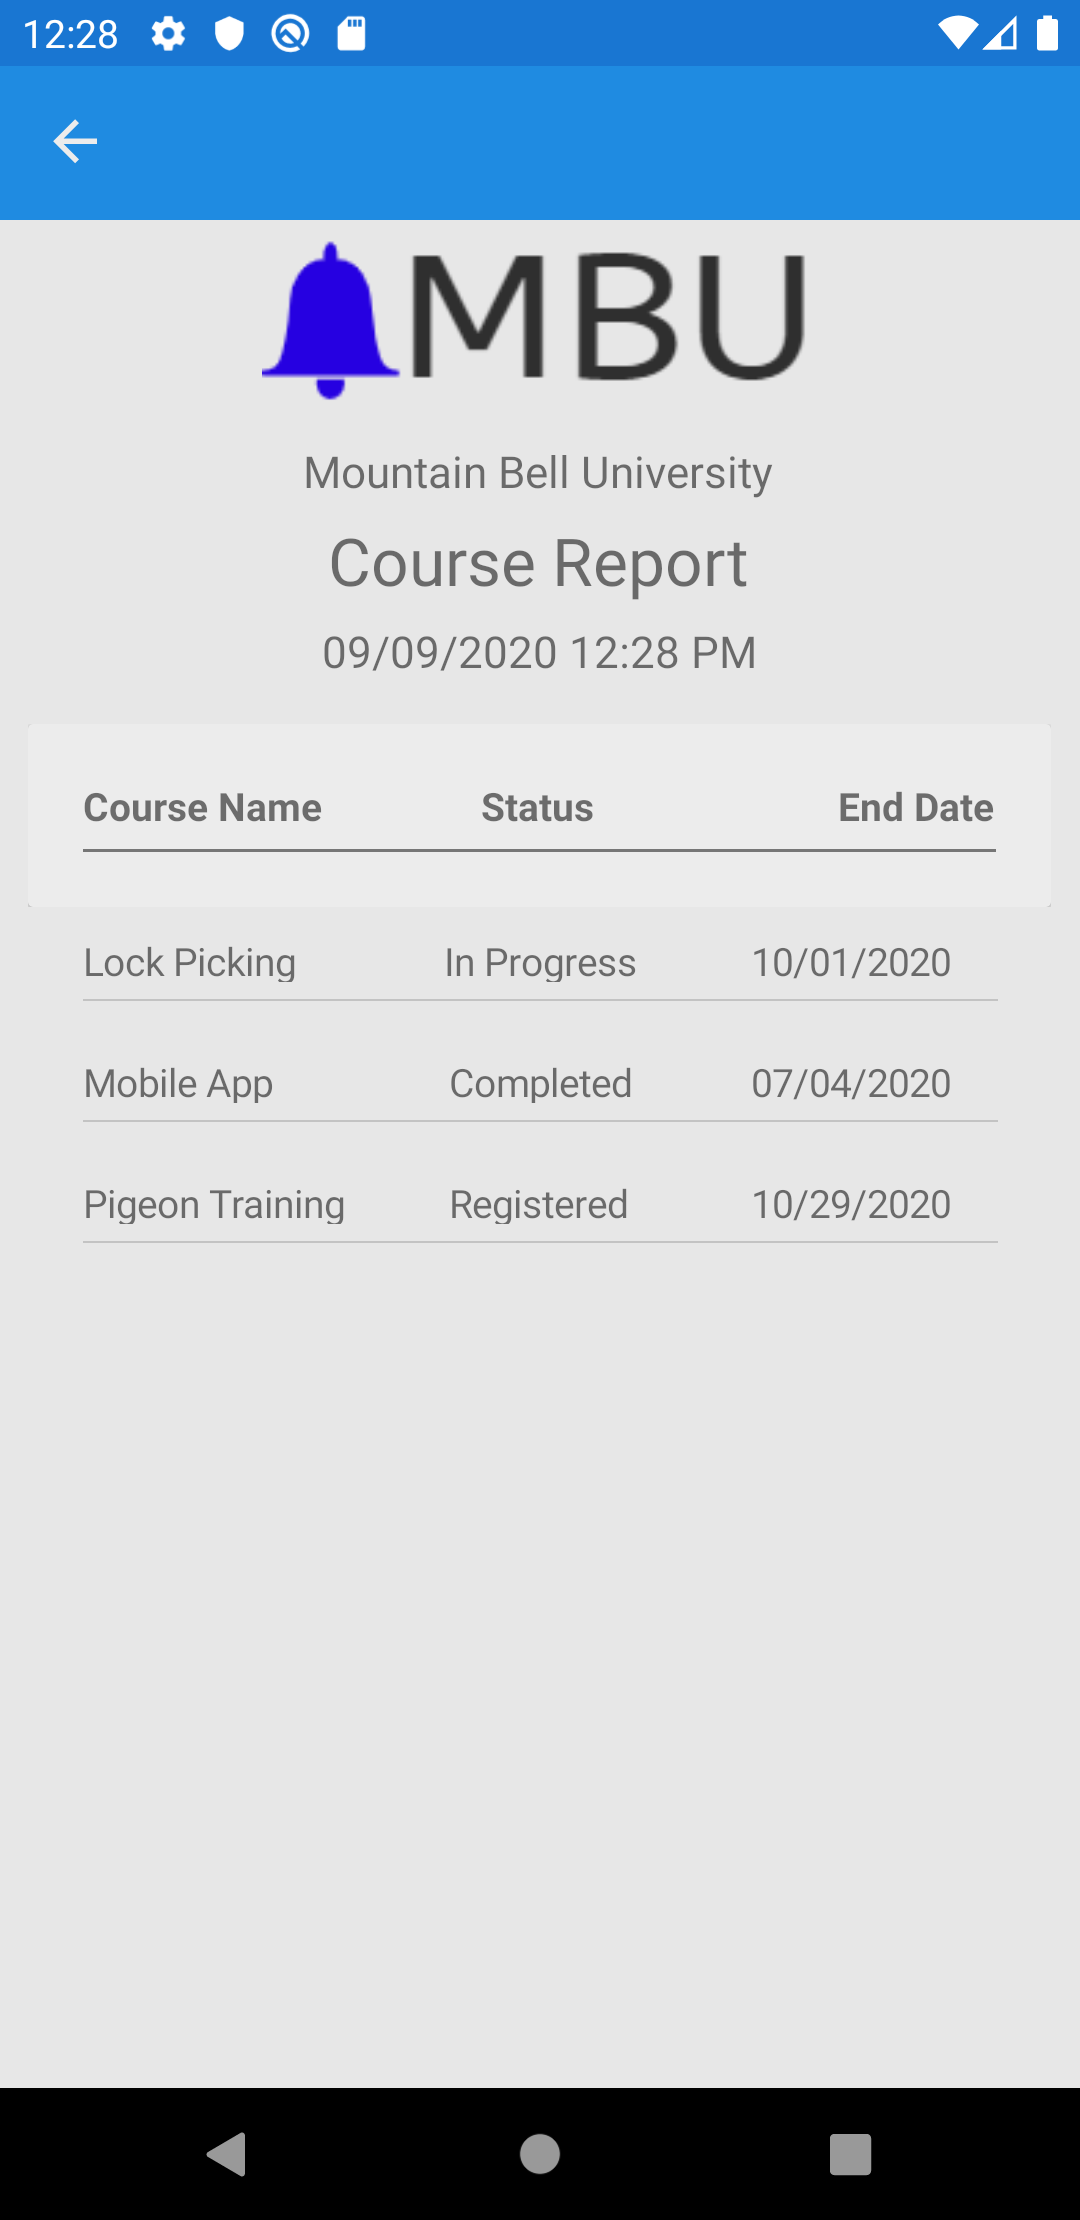 12:28
MBU
Mountain Bell University
Course Report
09/09/2020 12:28 PM
Course Name Status End Date
Lock Picking In Progress 10/01/2020
Mobile App Completed 07/04/2020
Pigeon Training Registered 10/29/2020